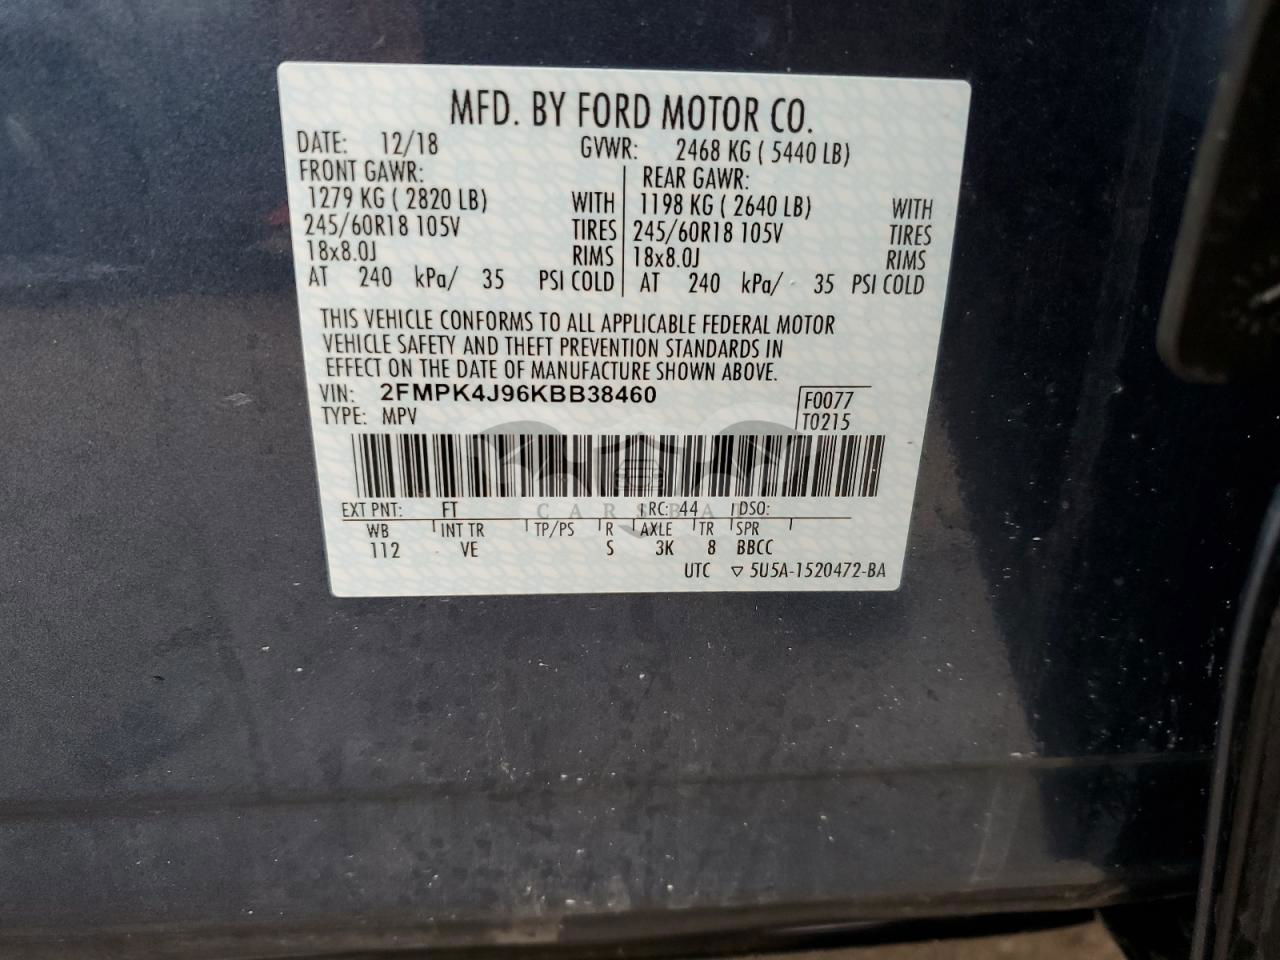 MFD. BY FORD MOTOR CO.
DATE: 12/18 GVWR: 2468 KG ( 5440 LB)
FRONT GAWR: REAR GAWR:
1279 KG ( 2820 LB) WITH 1198 KG ( 2640 LB) WITH
245/60R18 105V TIRES 245/60R18 105V TIRES
18x8.0J RIMS 18x8.0J RIMS
AT 240 kPa/ 35 PSI COLD AT 240 kPa/ 35 PSI COLD
THIS VEHICLE CONFORMS TO ALL APPLICABLE FEDERAL MOTOR
VEHICLE SAFETY AND THEFT PREVENTION STANDARDS IN
EFFECT ON THE DATE OF MANUFACTURE SHOWN ABOVE.
VIN: 2FMPK4J96KBB38460 F0077
TYPE: MPV T0215
EXT PNT: FT RC: 44 DSO:
WB INT TR TP/PS R AXLE TR SPR
112 VE S 3K 8 BBCC
UTC ▽ 5U5A-1520472-BA